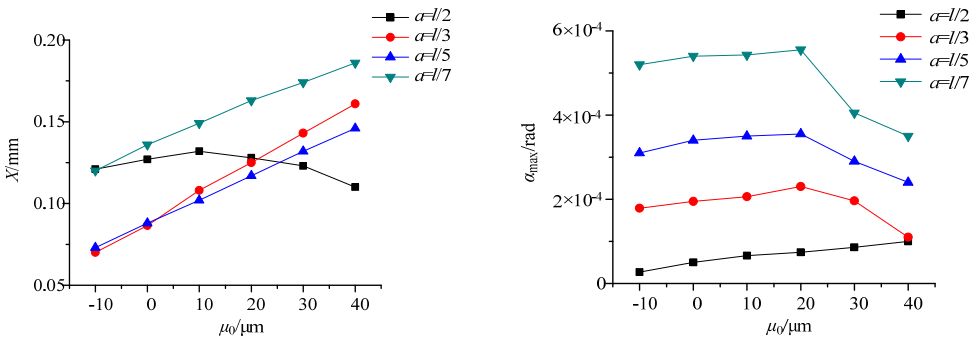 a=l/2
a=l/3
a=l/5
a=l/7
0.20
0.15
0.10
0.05
X/mm
-10 0 10 20 30 40
μ₀/μm
a=l/2
a=l/3
a=l/5
a=l/7
6×10⁻⁴
4×10⁻⁴
2×10⁻⁴
0
αmax/rad
-10 0 10 20 30 40
μ₀/μm